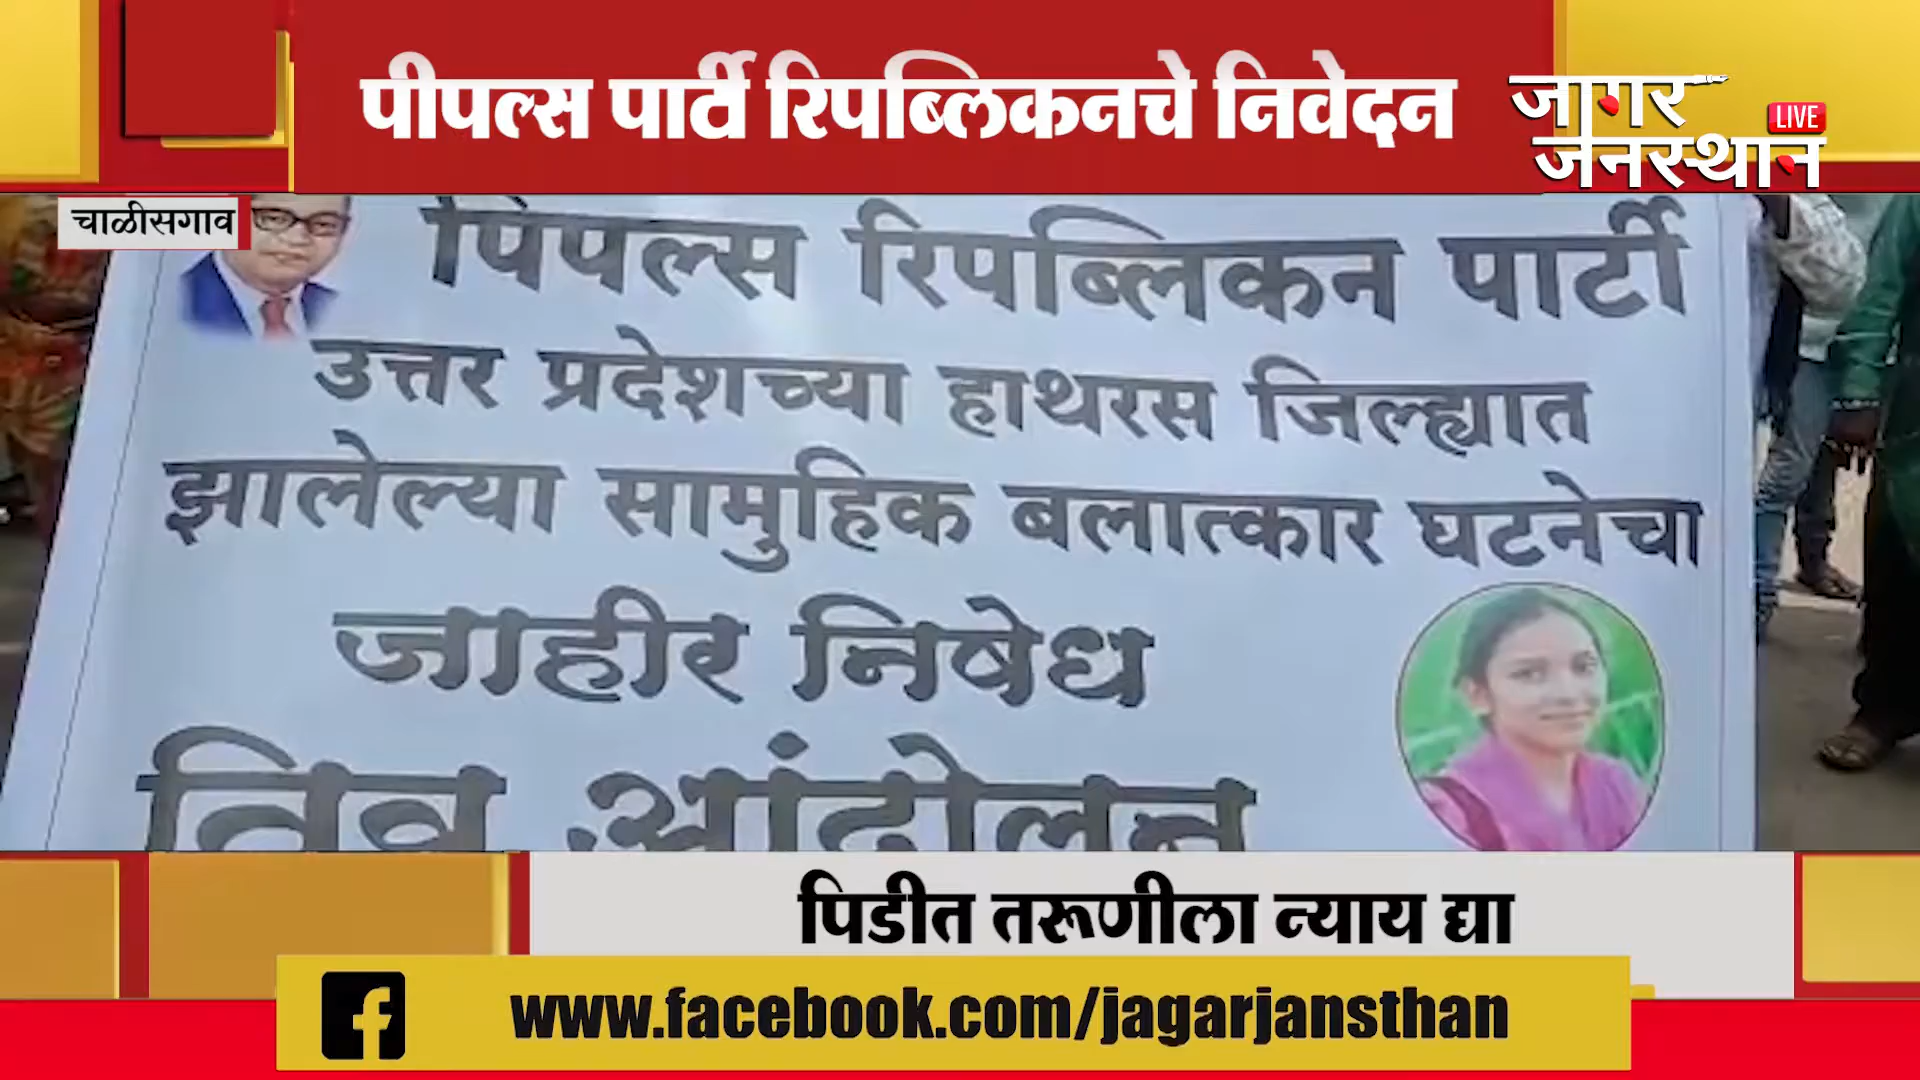 पीपल्स पार्टी रिपब्लिकनचे निवेदन
जागर
जनस्थान
LIVE
चाळीसगाव
पिपल्स रिपब्लिकन पार्टी
उत्तर प्रदेशच्या हाथरस जिल्ह्यात
झालेल्या सामुहिक बलात्कार घटनेचा
जाहीर निषेध
तिव्र आंदोलन
पिडीत तरूणीला न्याय द्या
www.facebook.com/jagarjansthan